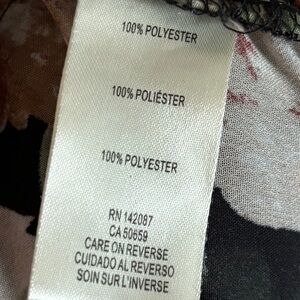 100% POLYESTER
100% POLIÉSTER
100% POLYESTER
RN 142087
CA 50659
CARE ON REVERSE
CUIDADO AL REVERSO
SOIN SUR L'INVERSE